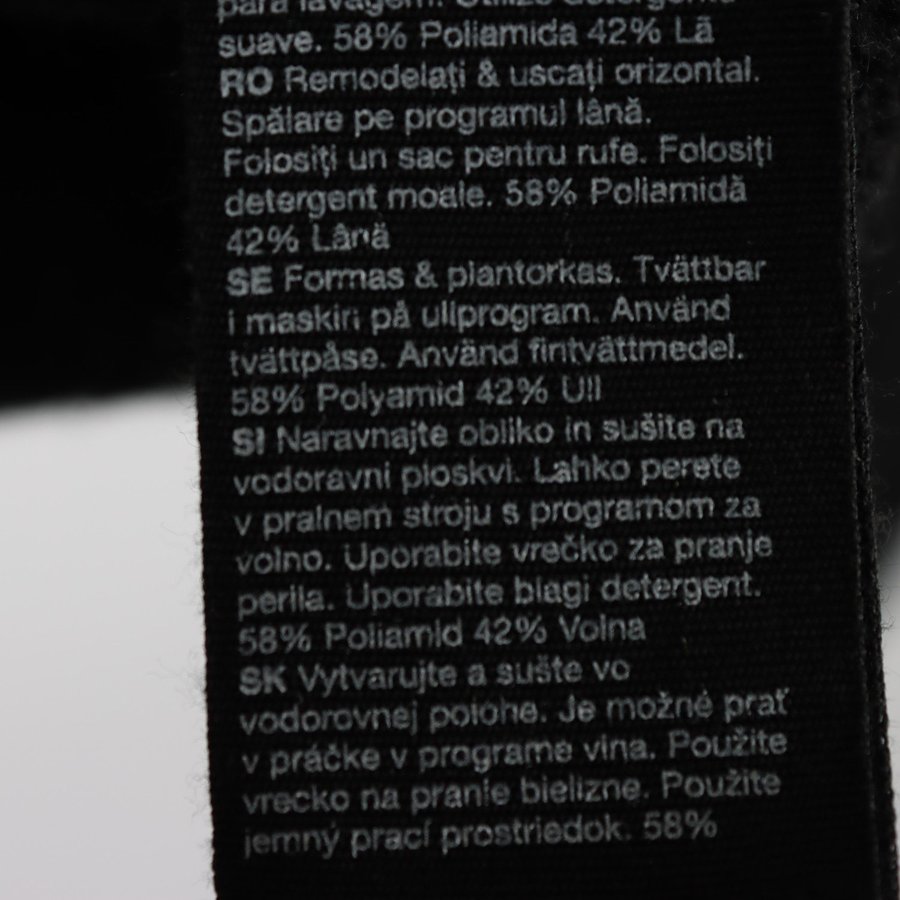 para lavagem. Utilize detergente
suave. 58% Poliamida 42% Lã
RO Remodelați & uscați orizontal.
Spălare pe programul lână.
Folosiți un sac pentru rufe. Folosiți
detergent moale. 58% Poliamidă
42% Lână
SE Formas & plantorkas. Tvättbar
i maskin på ullprogram. Använd
tvättpåse. Använd fintvättmedel.
58% Polyamid 42% Ull
SI Naravnajte obliko in sušite na
vodoravni ploskvi. Lahko perete
v pralnem stroju s programom za
volno. Uporabite vrečko za pranje
perila. Uporabite blagi detergent.
58% Poliamid 42% Volna
SK Vytvarujte a sušte vo
vodorovnej polohe. Je možné prať
v práčke v programe vlna. Použite
vrecko na pranie bielizne. Použite
jemný prací prostriedok. 58%